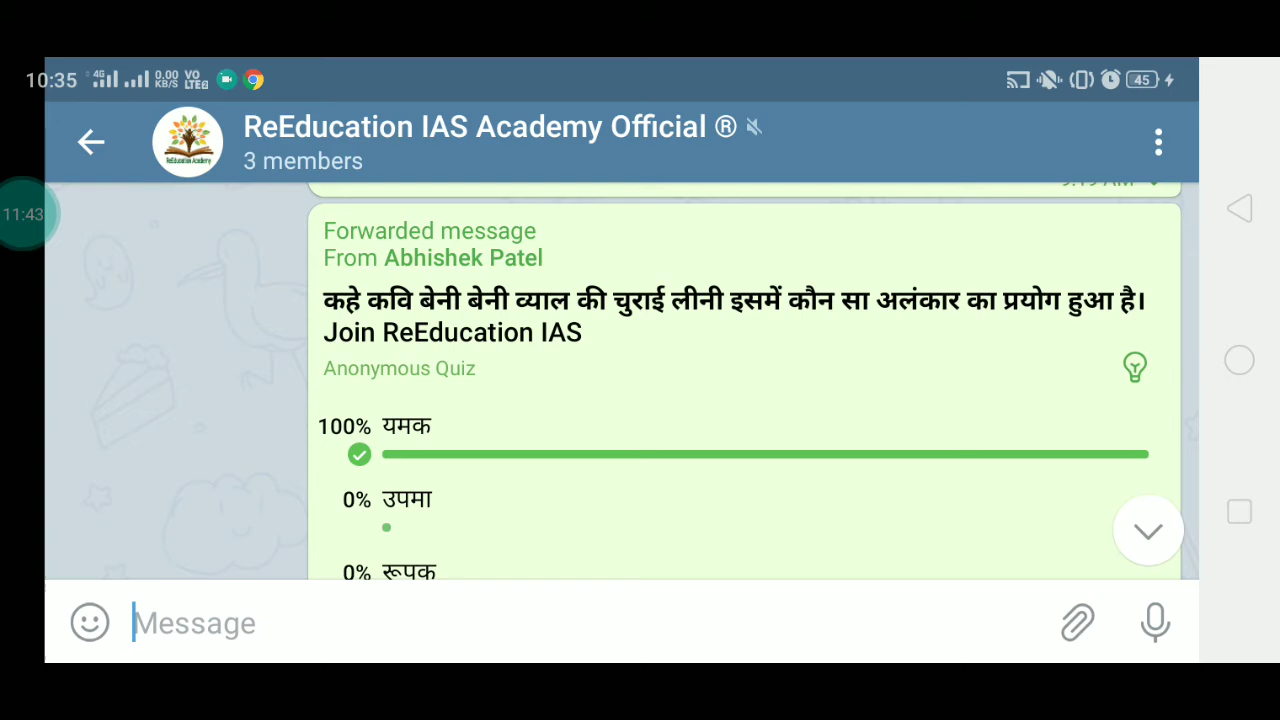 10:35 4G 0.00 KB/S VO LTE 45
ReEducation IAS Academy Official ®
3 members
11:43
Forwarded message
From Abhishek Patel
कहे कवि बेनी बेनी व्याल की चुराई लीनी इसमें कौन सा अलंकार का प्रयोग हुआ है।
Join ReEducation IAS
Anonymous Quiz
100% यमक
0% उपमा
0% रूपक
Message